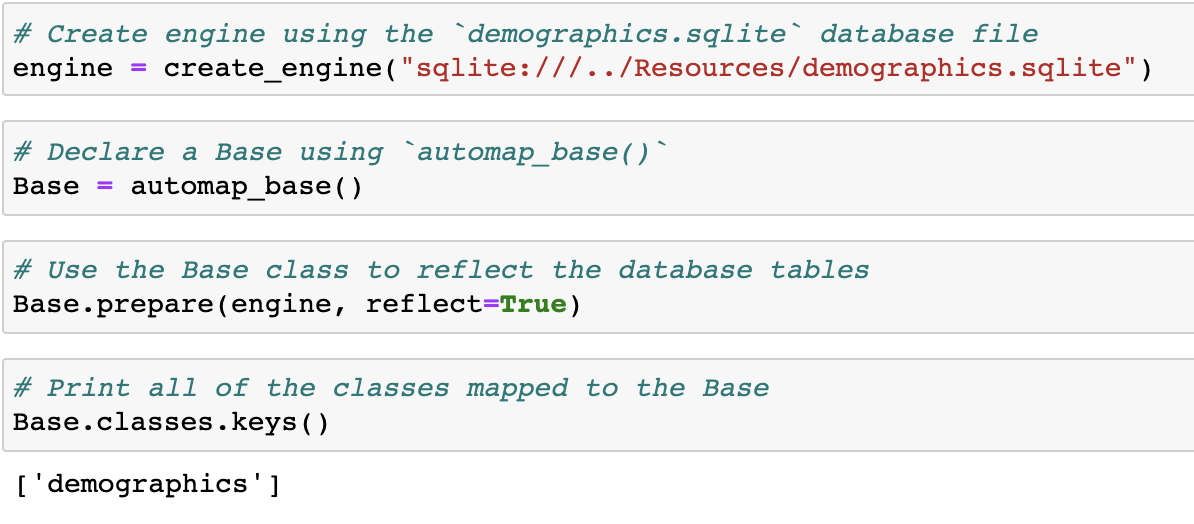 # Create engine using the `demographics.sqlite` database file
engine = create_engine("sqlite:///../Resources/demographics.sqlite")
# Declare a Base using `automap_base()`
Base = automap_base()
# Use the Base class to reflect the database tables
Base.prepare(engine, reflect=True)
# Print all of the classes mapped to the Base
Base.classes.keys()
['demographics']